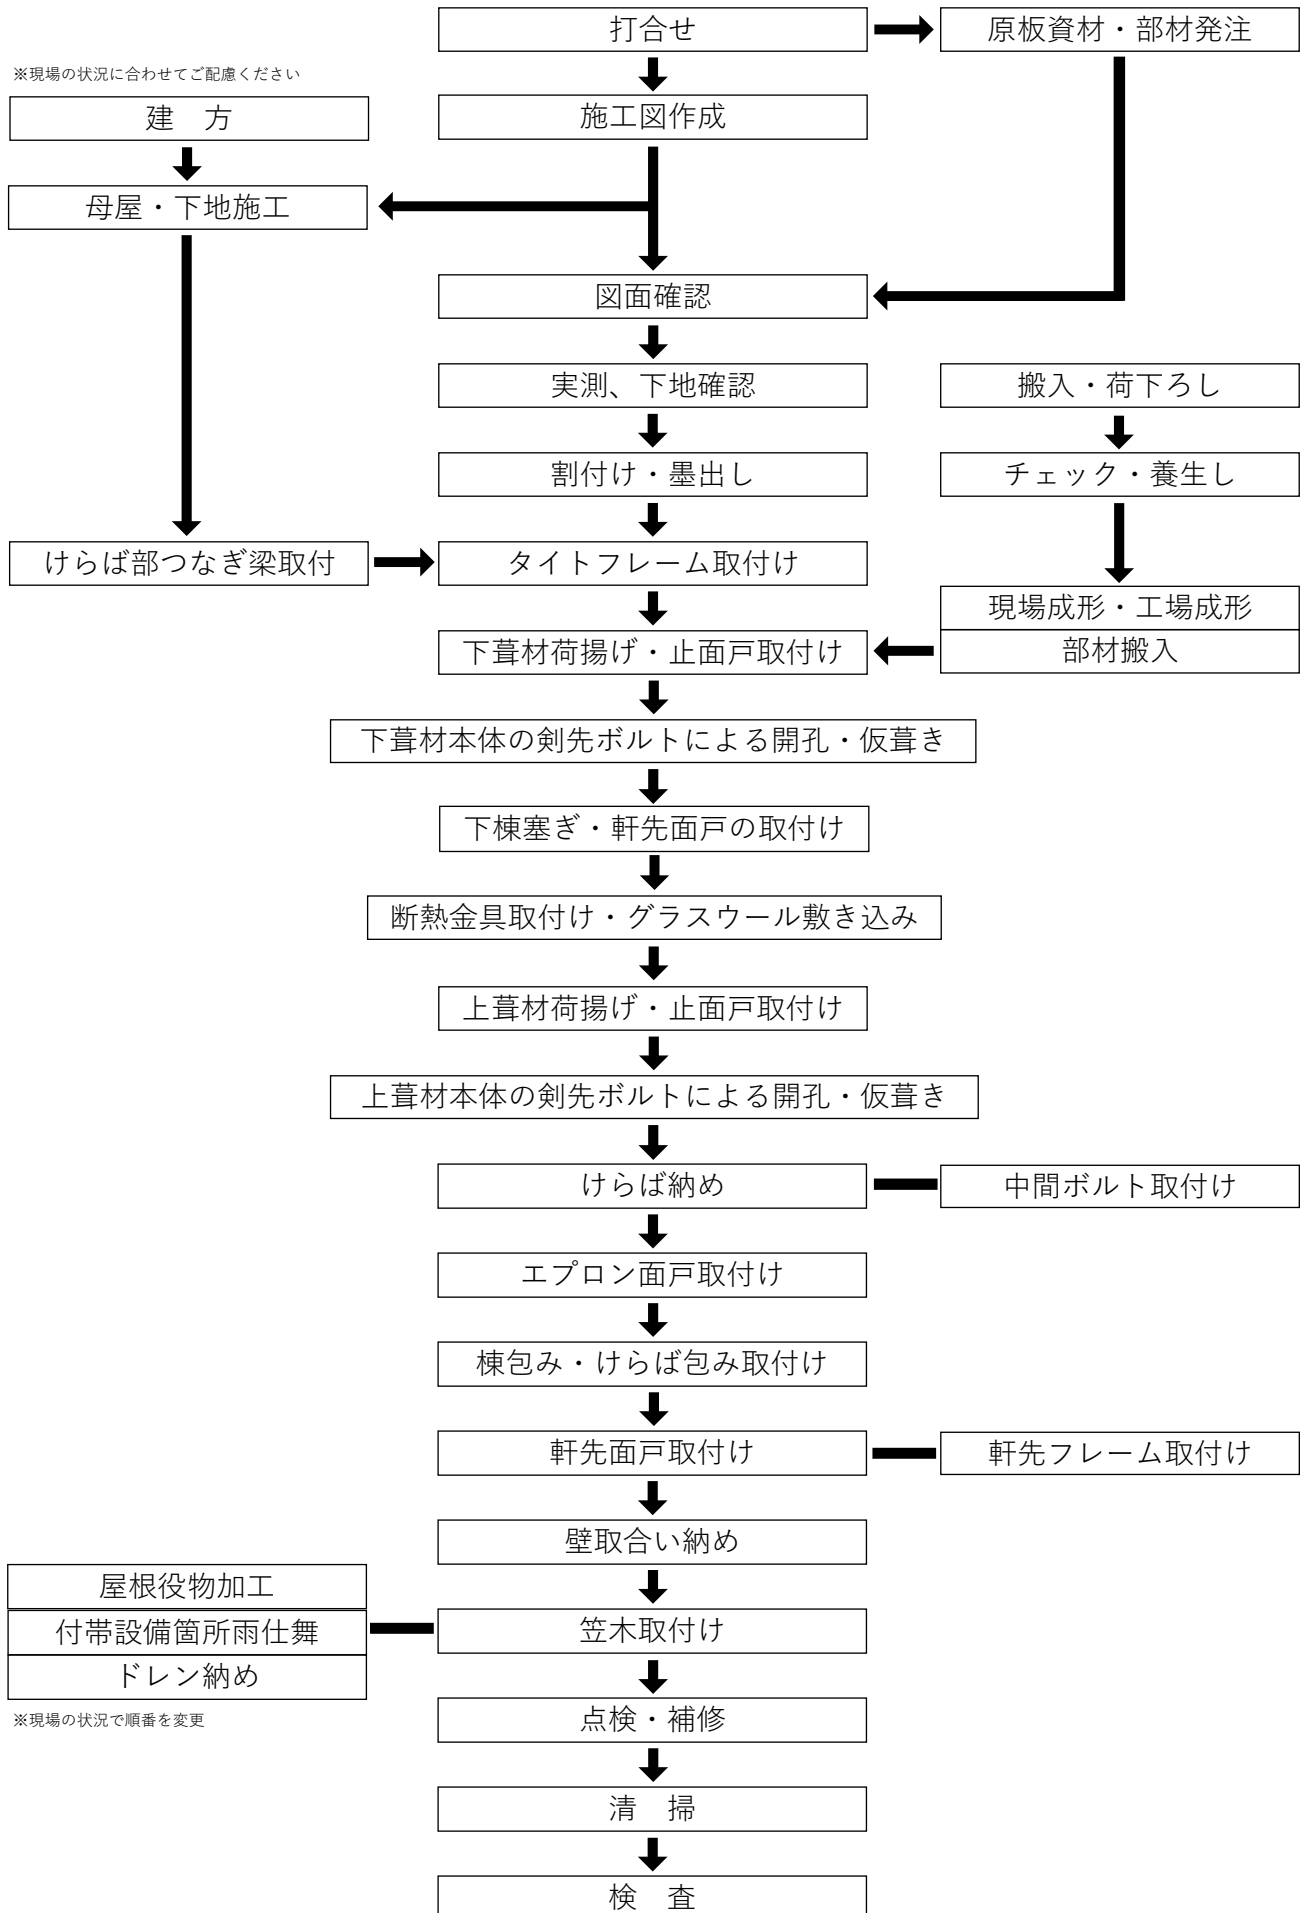 打合せ
原板資材・部材発注
※現場の状況に合わせてご配慮ください
建　方
施工図作成
母屋・下地施工
図面確認
実測、下地確認
搬入・荷下ろし
割付け・墨出し
チェック・養生し
けらば部つなぎ梁取付
タイトフレーム取付け
現場成形・工場成形
下葺材荷揚げ・止面戸取付け
部材搬入
下葺材本体の剣先ボルトによる開孔・仮葺き
下棟塞ぎ・軒先面戸の取付け
断熱金具取付け・グラスウール敷き込み
上葺材荷揚げ・止面戸取付け
上葺材本体の剣先ボルトによる開孔・仮葺き
けらば納め
中間ボルト取付け
エプロン面戸取付け
棟包み・けらば包み取付け
軒先面戸取付け
軒先フレーム取付け
壁取合い納め
屋根役物加工
付帯設備箇所雨仕舞
笠木取付け
ドレン納め
※現場の状況で順番を変更
点検・補修
清　掃
検　査